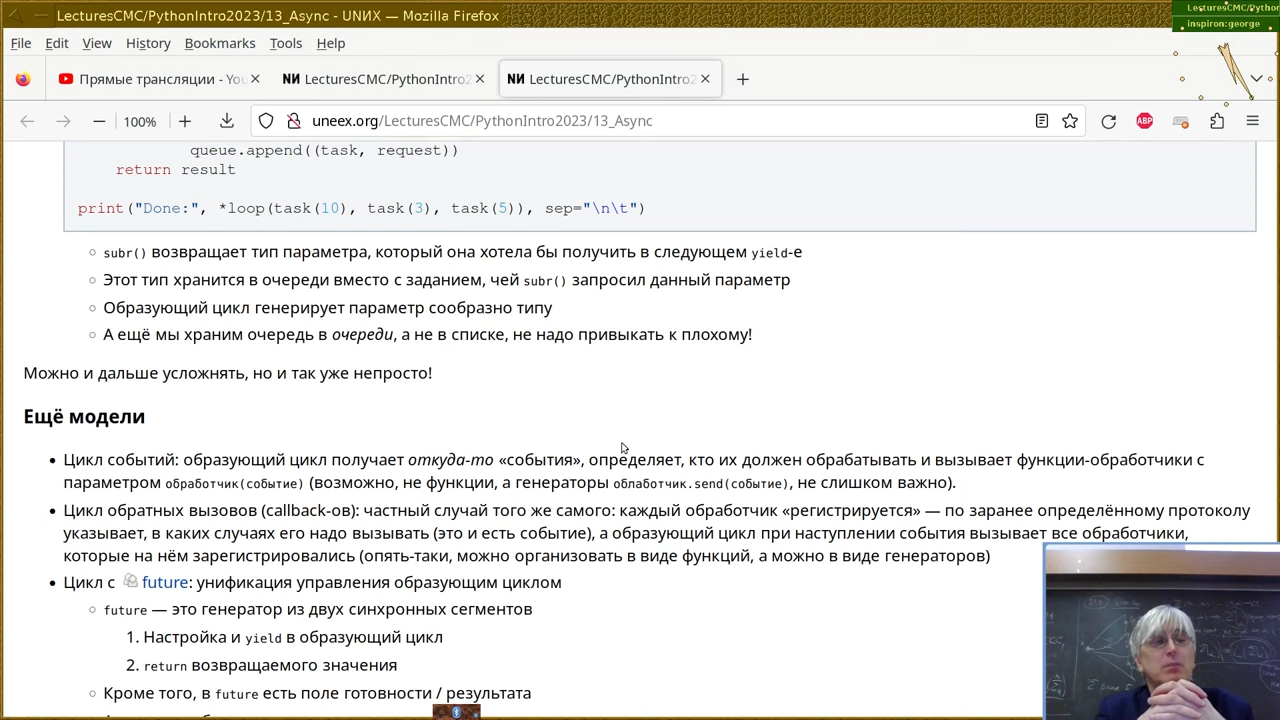 LecturesCMC/PythonIntro2023/13_Async - UNИX — Mozilla Firefox
LecturesCMC/Python
inspiron:george
File Edit View History Bookmarks Tools Help
Прямые трансляции - You
LecturesCMC/PythonIntro2
LecturesCMC/PythonIntro2
100%
uneex.org/LecturesCMC/PythonIntro2023/13_Async
ABP
queue.append((task, request))
return result
print("Done:", *loop(task(10), task(3), task(5)), sep="\n\t")
subr() возвращает тип параметра, который она хотела бы получить в следующем yield-е
Этот тип хранится в очереди вместо с заданием, чей subr() запросил данный параметр
Образующий цикл генерирует параметр сообразно типу
А ещё мы храним очередь в очереди, а не в списке, не надо привыкать к плохому!
Можно и дальше усложнять, но и так уже непросто!
Ещё модели
Цикл событий: образующий цикл получает откуда-то «события», определяет, кто их должен обрабатывать и вызывает функции-обработчики с
параметром обработчик(событие) (возможно, не функции, а генераторы облаботчик.send(событие), не слишком важно).
Цикл обратных вызовов (callback-ов): частный случай того же самого: каждый обработчик «регистрируется» — по заранее определённому протоколу
указывает, в каких случаях его надо вызывать (это и есть событие), а образующий цикл при наступлении события вызывает все обработчики,
которые на нём зарегистрировались (опять-таки, можно организовать в виде функций, а можно в виде генераторов)
Цикл с future: унификация управления образующим циклом
future — это генератор из двух синхронных сегментов
1. Настройка и yield в образующий цикл
2. return возвращаемого значения
Кроме того, в future есть поле готовности / результата